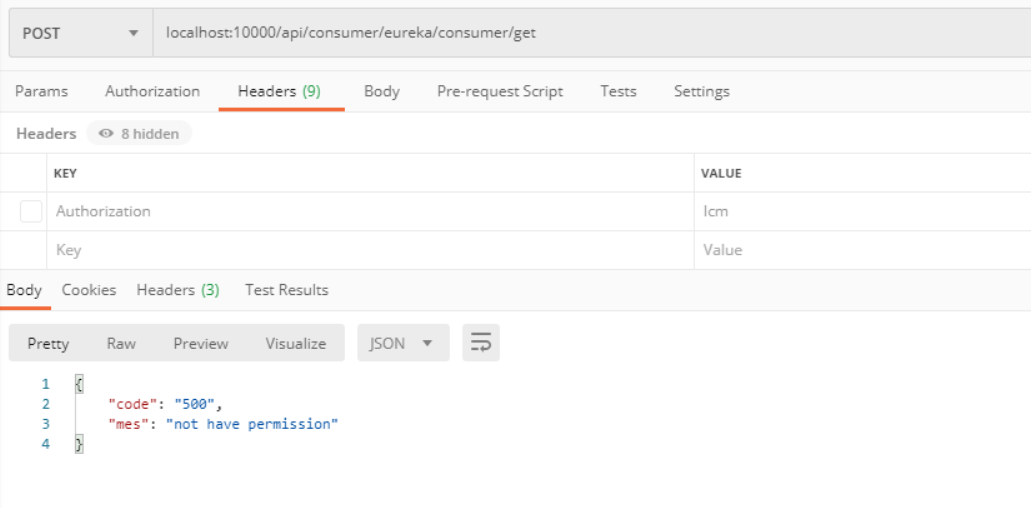 POST localhost:10000/api/consumer/eureka/consumer/get
Params Authorization Headers (9) Body Pre-request Script Tests Settings
Headers 8 hidden
KEY VALUE
Authorization lcm
Key Value
Body Cookies Headers (3) Test Results
Pretty Raw Preview Visualize JSON
1 {
2 "code": "500",
3 "mes": "not have permission"
4 }